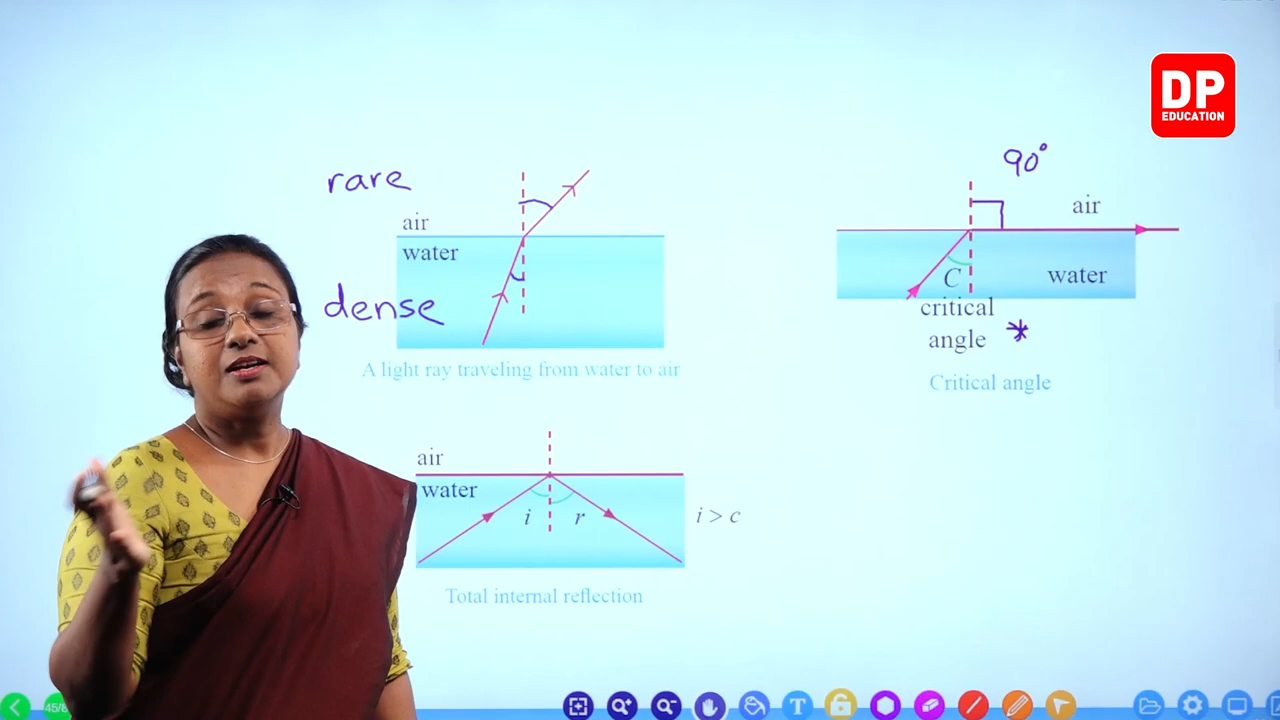 DP
EDUCATION
rare
air
water
dense
A light ray traveling from water to air
90°
air
C
water
critical
angle *
Critical angle
air
water
i
r
i > c
Total internal reflection
T